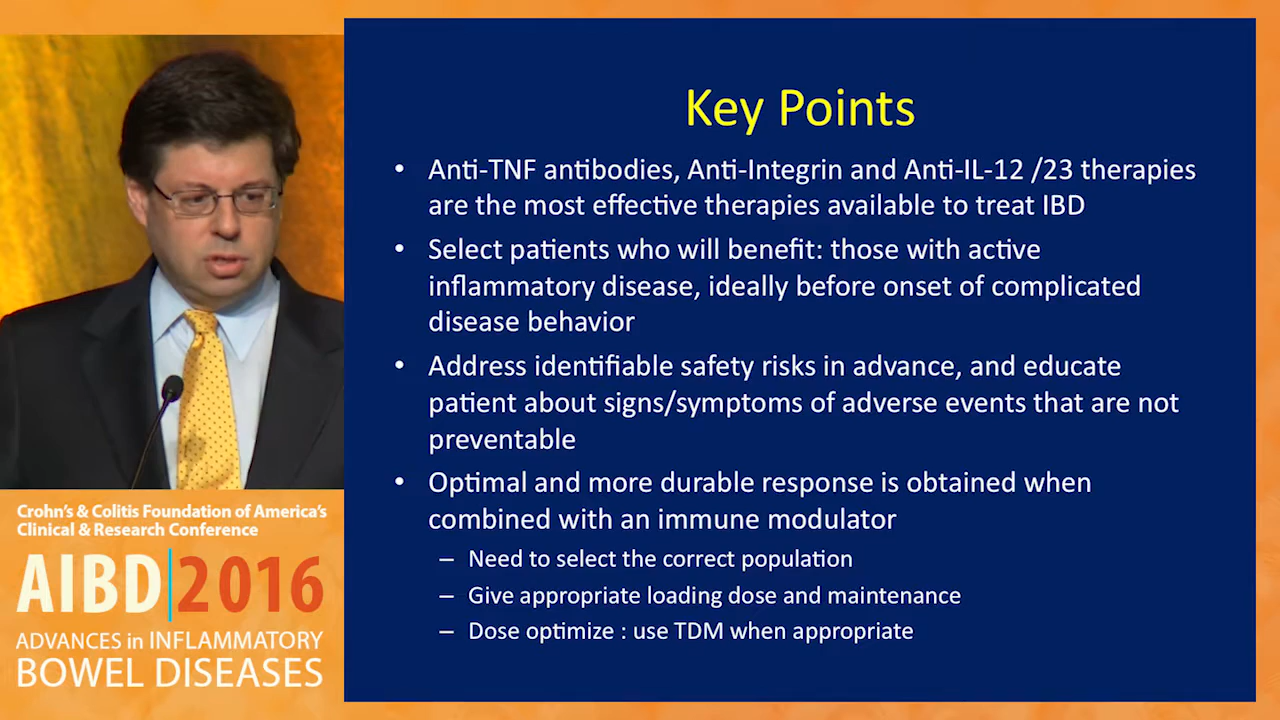 Key Points
• Anti-TNF antibodies, Anti-Integrin and Anti-IL-12 /23 therapies
are the most effective therapies available to treat IBD
• Select patients who will benefit: those with active
inflammatory disease, ideally before onset of complicated
disease behavior
• Address identifiable safety risks in advance, and educate
patient about signs/symptoms of adverse events that are not
preventable
• Optimal and more durable response is obtained when
combined with an immune modulator
– Need to select the correct population
– Give appropriate loading dose and maintenance
– Dose optimize : use TDM when appropriate
Crohn's & Colitis Foundation of America's
Clinical & Research Conference
AIBD|2016
ADVANCES in INFLAMMATORY
BOWEL DISEASES